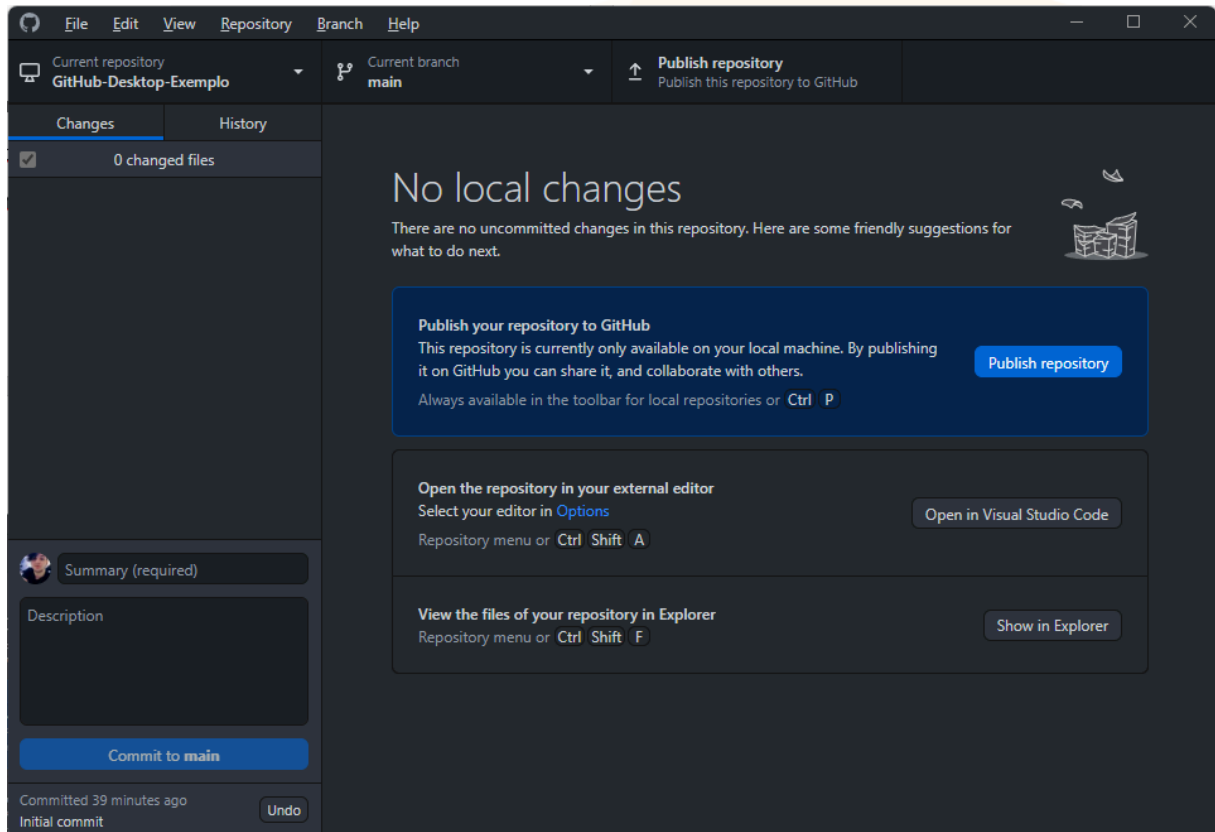 File Edit View Repository Branch Help
Current repository
GitHub-Desktop-Exemplo
Current branch
main
Publish repository
Publish this repository to GitHub
Changes History
0 changed files
No local changes
There are no uncommitted changes in this repository. Here are some friendly suggestions for
what to do next.
Publish your repository to GitHub
This repository is currently only available on your local machine. By publishing
it on GitHub you can share it, and collaborate with others.
Always available in the toolbar for local repositories or Ctrl P
Publish repository
Open the repository in your external editor
Select your editor in Options
Repository menu or Ctrl Shift A
Open in Visual Studio Code
View the files of your repository in Explorer
Repository menu or Ctrl Shift F
Show in Explorer
Summary (required)
Description
Commit to main
Committed 39 minutes ago
Initial commit
Undo